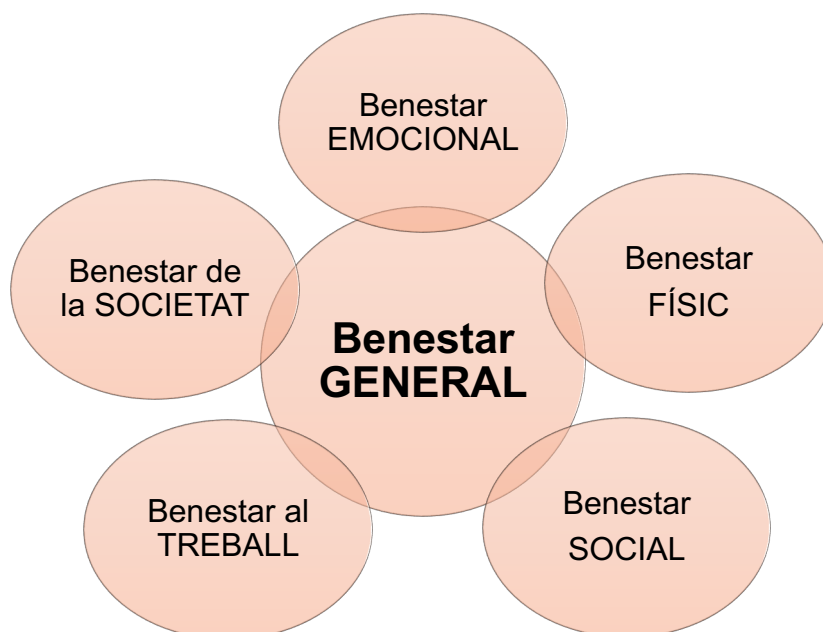 Benestar
EMOCIONAL
Benestar
FÍSIC
Benestar de
la SOCIETAT
Benestar
GENERAL
Benestar al
TREBALL
Benestar
SOCIAL